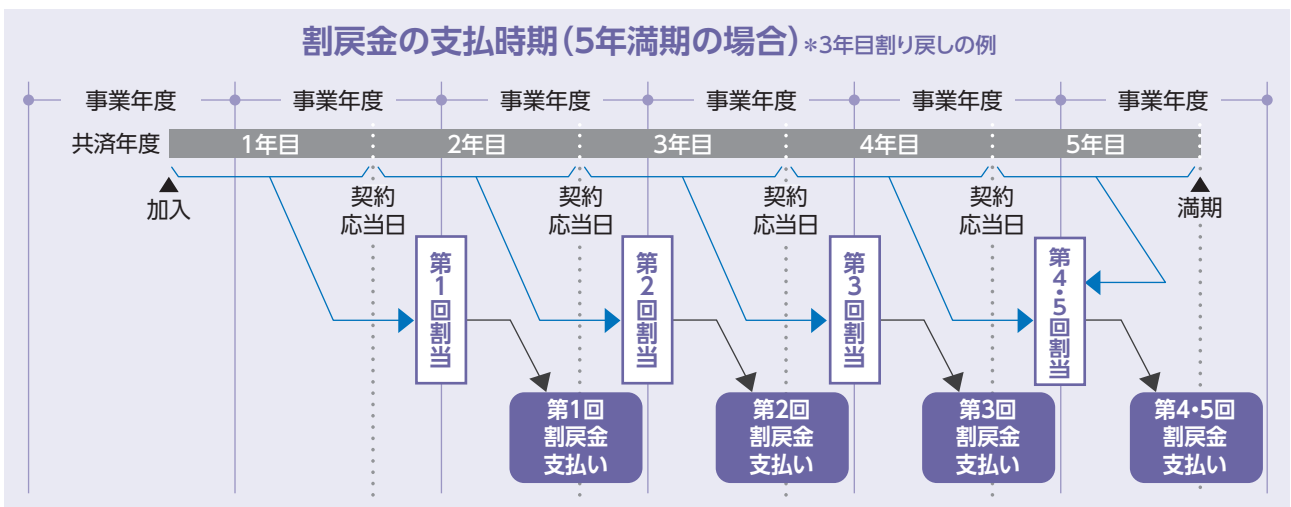 割戻金の支払時期(5年満期の場合)*3年目割り戻しの例
事業年度 事業年度 事業年度 事業年度 事業年度 事業年度
共済年度 1年目 2年目 3年目 4年目 5年目
加入
契約
応当日
契約
応当日
契約
応当日
契約
応当日
満期
第1回割当
第2回割当
第3回割当
第4・5回割当
第1回
割戻金
支払い
第2回
割戻金
支払い
第3回
割戻金
支払い
第4・5回
割戻金
支払い